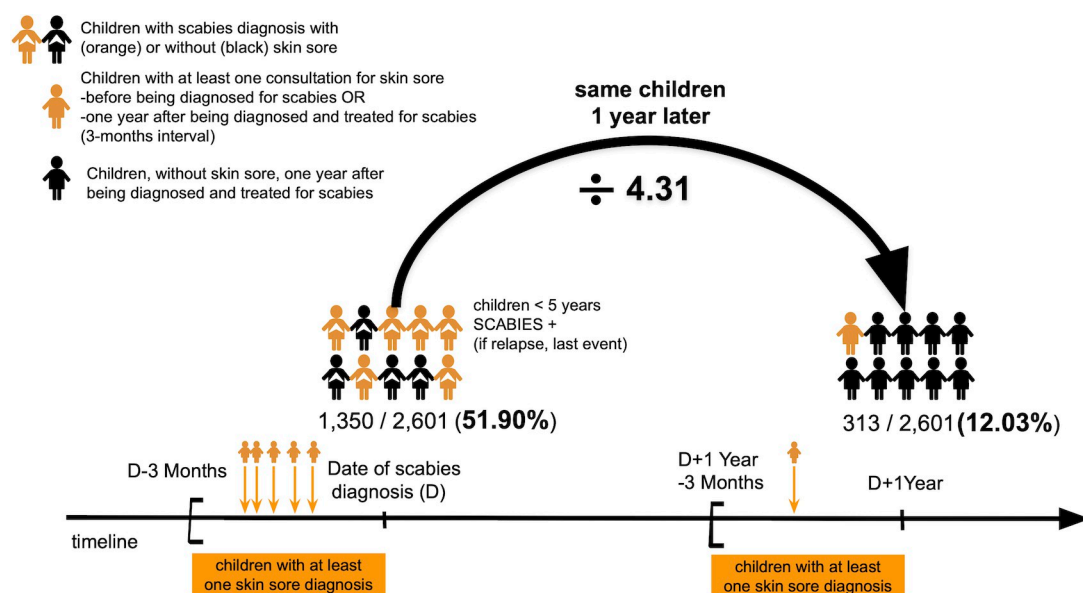 Children with scabies diagnosis with
(orange) or without (black) skin sore
Children with at least one consultation for skin sore
-before being diagnosed for scabies OR
-one year after being diagnosed and treated for scabies
(3-months interval)
Children, without skin sore, one year after
being diagnosed and treated for scabies
same children
1 year later
÷ 4.31
children < 5 years
SCABIES +
(if relapse, last event)
1,350 / 2,601 (51.90%)
313 / 2,601 (12.03%)
D-3 Months
Date of scabies
diagnosis (D)
D+1 Year
-3 Months
D+1Year
timeline
children with at least
one skin sore diagnosis
children with at least
one skin sore diagnosis